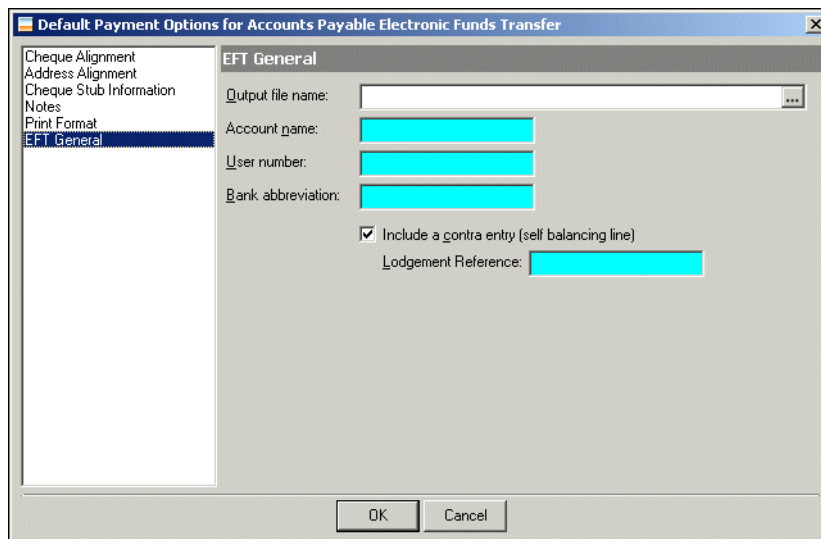 Default Payment Options for Accounts Payable Electronic Funds Transfer
Cheque Alignment
Address Alignment
Cheque Stub Information
Notes
Print Format
EFT General
EFT General
Output file name:
...
Account name:
User number:
Bank abbreviation:
Include a contra entry (self balancing line)
Lodgement Reference:
OK
Cancel